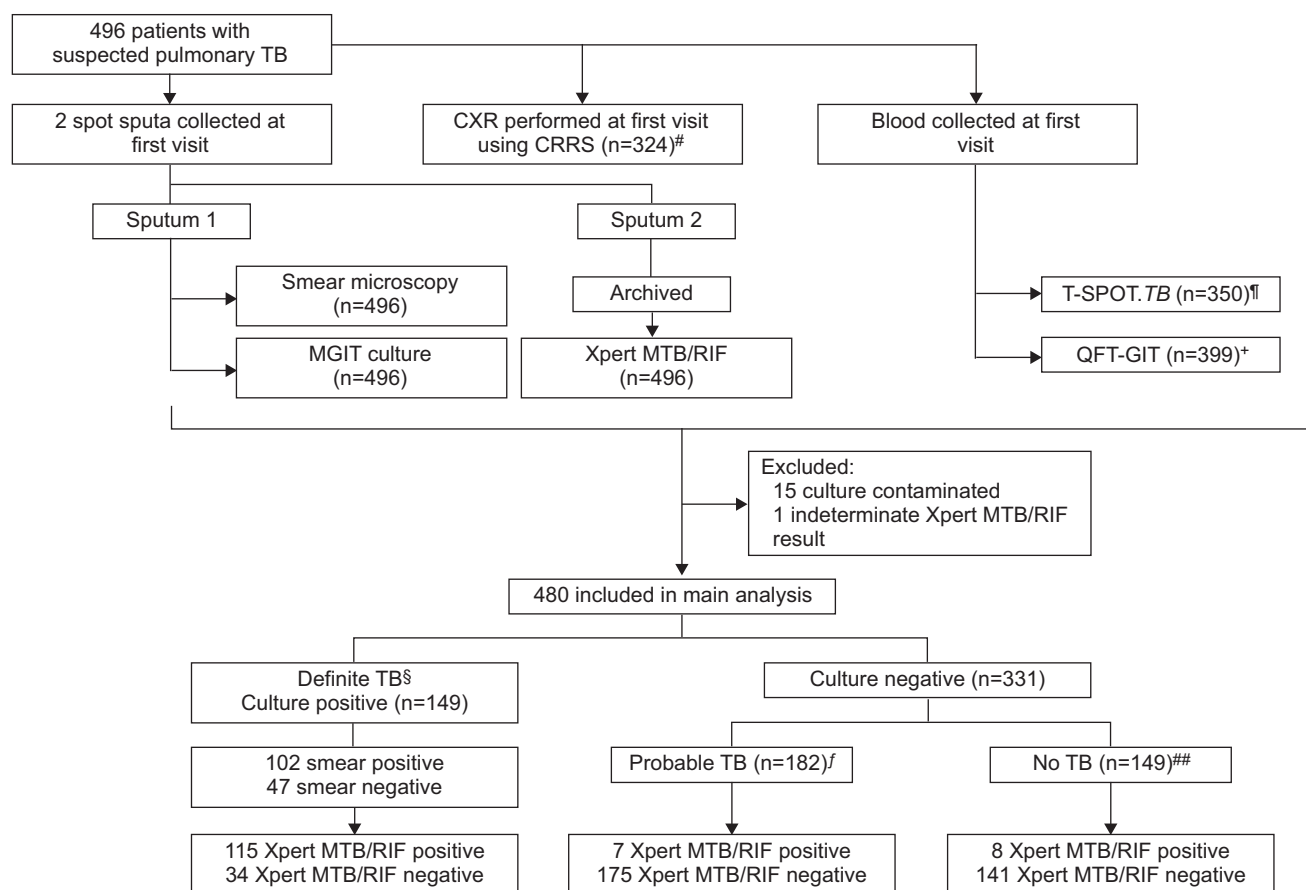 496 patients with
suspected pulmonary TB
2 spot sputa collected at
first visit
CXR performed at first visit
using CRRS (n=324)#
Blood collected at first
visit
Sputum 1
Sputum 2
Smear microscopy
(n=496)
Archived
T-SPOT.TB (n=350)¶
MGIT culture
(n=496)
Xpert MTB/RIF
(n=496)
QFT-GIT (n=399)+
Excluded:
15 culture contaminated
1 indeterminate Xpert MTB/RIF
result
480 included in main analysis
Definite TB§
Culture positive (n=149)
Culture negative (n=331)
102 smear positive
47 smear negative
Probable TB (n=182)ƒ
No TB (n=149)##
115 Xpert MTB/RIF positive
34 Xpert MTB/RIF negative
7 Xpert MTB/RIF positive
175 Xpert MTB/RIF negative
8 Xpert MTB/RIF positive
141 Xpert MTB/RIF negative